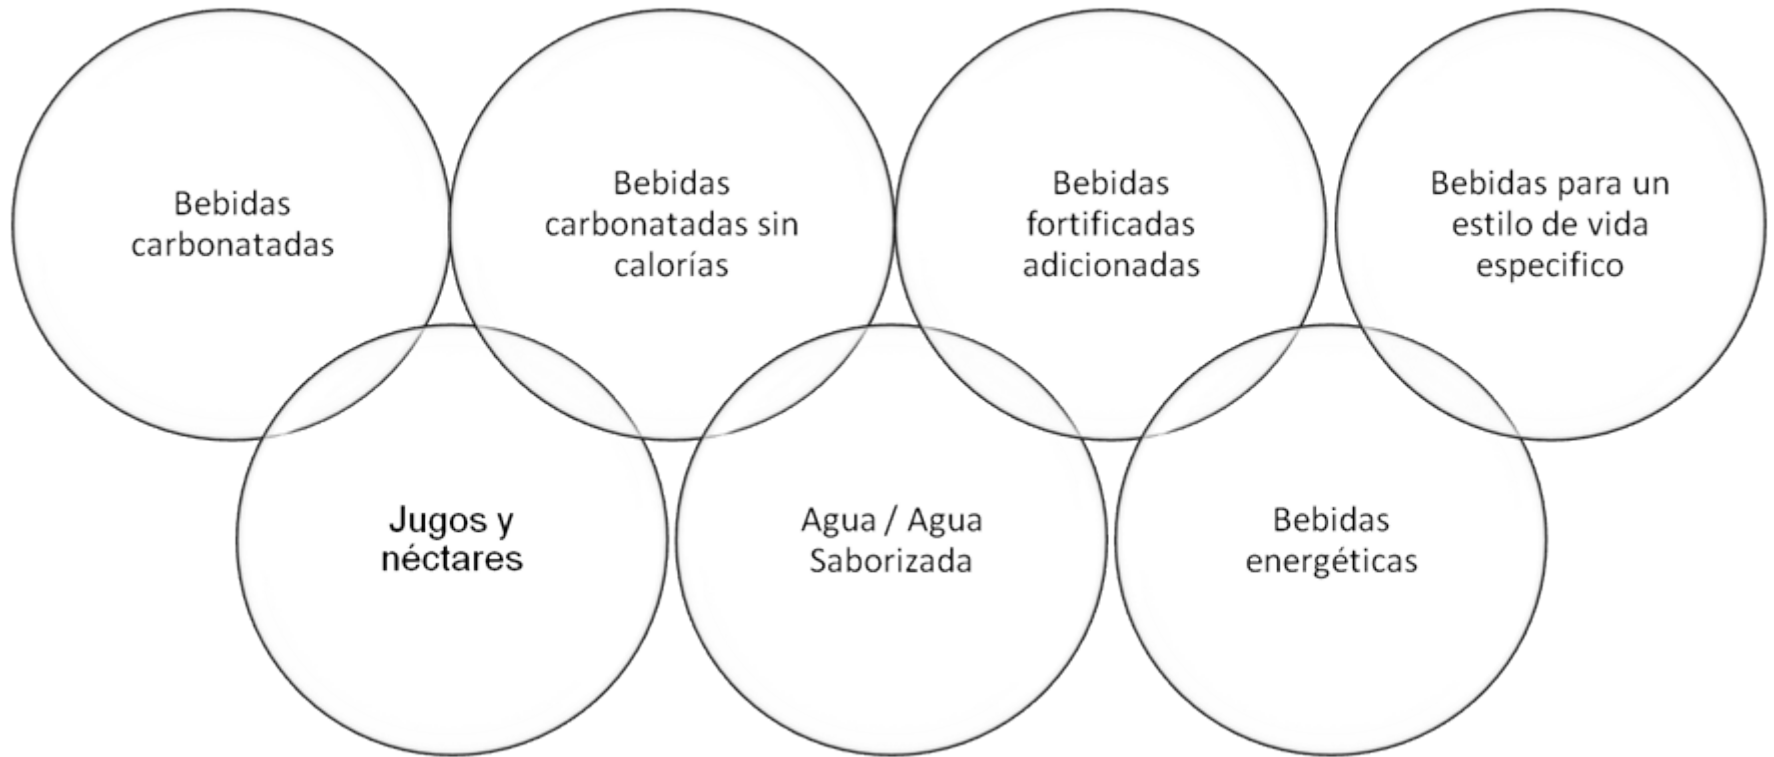 Bebidas
carbonatadas
Bebidas
carbonatadas sin
calorías
Bebidas
fortificadas
adicionadas
Bebidas para un
estilo de vida
especifico
Jugos y
néctares
Agua / Agua
Saborizada
Bebidas
energéticas